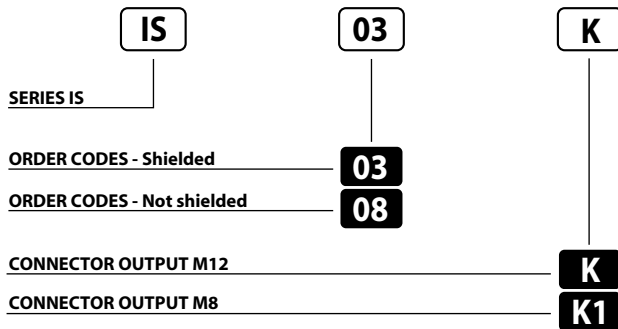 IS 03 K
SERIES IS
ORDER CODES - Shielded 03
ORDER CODES - Not shielded 08
CONNECTOR OUTPUT M12 K
CONNECTOR OUTPUT M8 K1